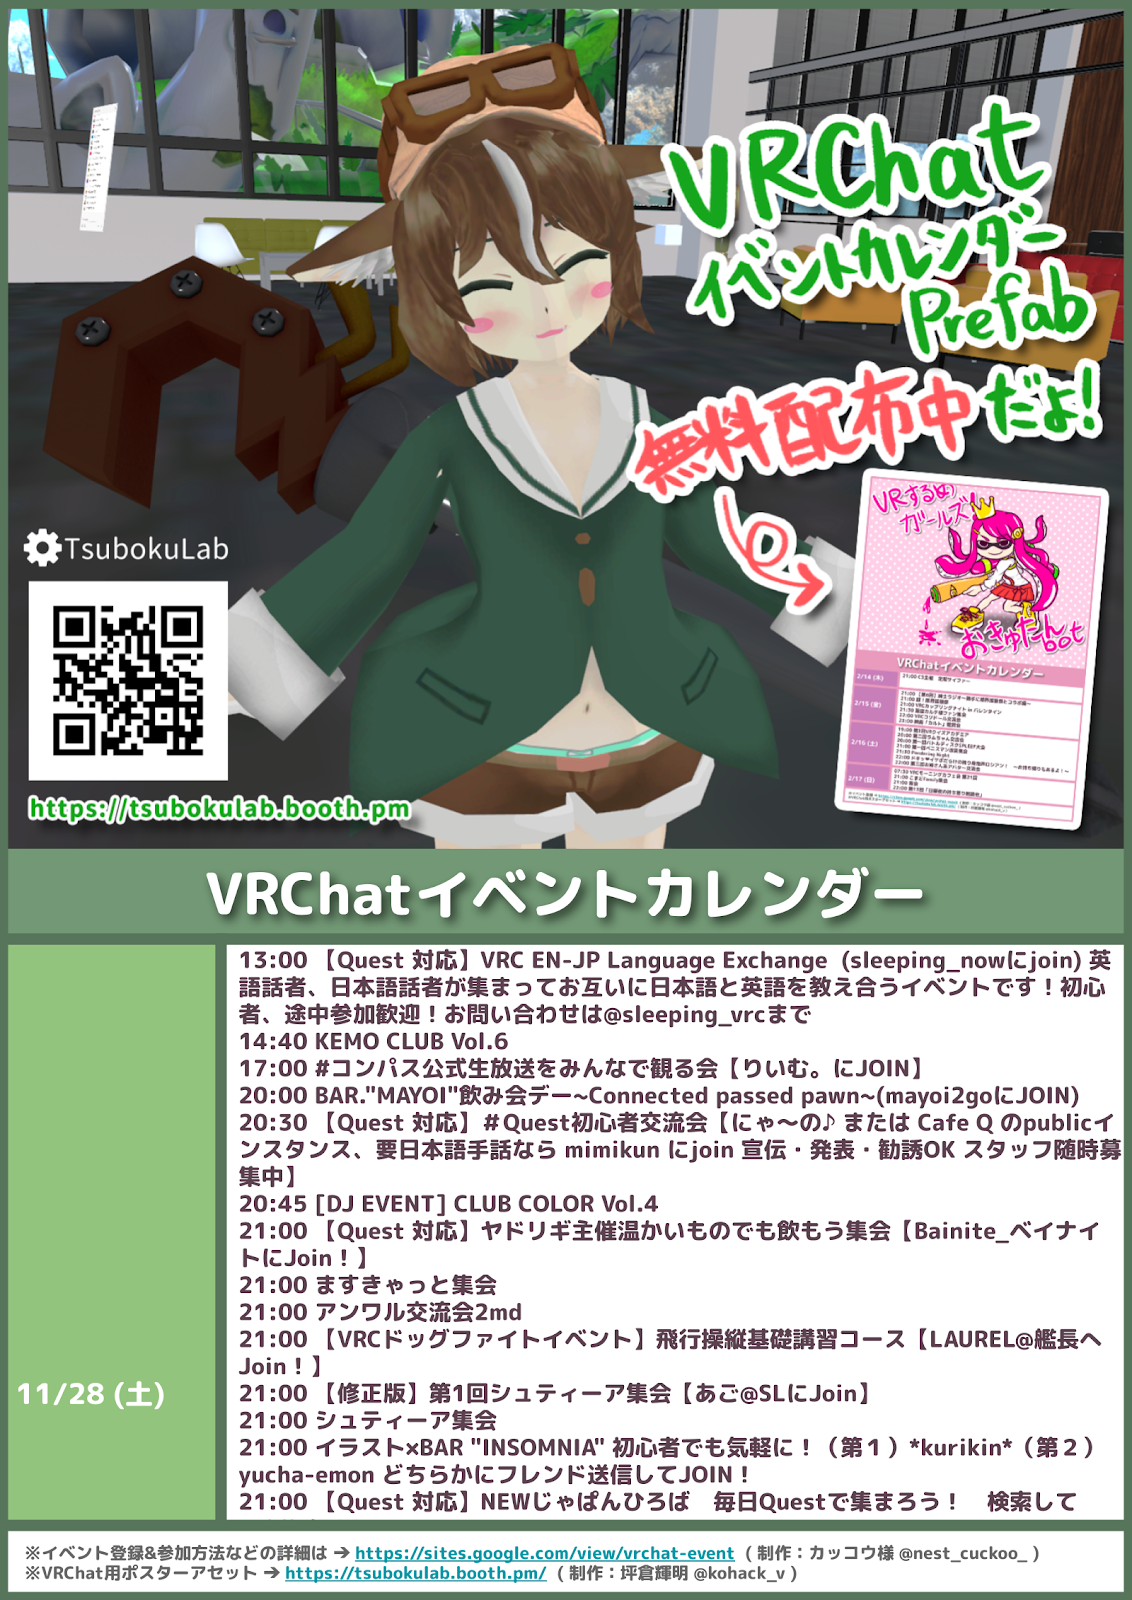 VRChat
イベントカレンダー
Prefab
無料配布中だよ!
TsubokuLab
https://tsubokulab.booth.pm
VRするめ
ガールズ
おきゅたん
bot
VRChatイベントカレンダー
2/14 (木)
2/15 (金)
2/16 (土)
2/17 (日)
VRChatイベントカレンダー
11/28 (土)
13:00 【Quest 対応】VRC EN-JP Language Exchange (sleeping_nowにjoin) 英
語話者、日本語話者が集まってお互いに日本語と英語を教え合うイベントです！初心
者、途中参加歓迎！お問い合わせは@sleeping_vrcまで
14:40 KEMO CLUB Vol.6
17:00 #コンパス公式生放送をみんなで観る会【りいむ。にJOIN】
20:00 BAR."MAYOI"飲み会デー~Connected passed pawn~(mayoi2goにJOIN)
20:30 【Quest 対応】＃Quest初心者交流会【にゃ〜の♪ または Cafe Q のpublicイ
ンスタンス、要日本語手話なら mimikun にjoin 宣伝・発表・勧誘OK スタッフ随時募
集中】
20:45 [DJ EVENT] CLUB COLOR Vol.4
21:00 【Quest 対応】ヤドリギ主催温かいものでも飲もう集会【Bainite_ベイナイ
トにJoin！】
21:00 ますきゃっと集会
21:00 アンワル交流会2md
21:00 【VRCドッグファイトイベント】飛行操縦基礎講習コース【LAUREL@艦長へ
Join！】
21:00 【修正版】第1回シュティーア集会【あご@SLにJoin】
21:00 シュティーア集会
21:00 イラスト×BAR "INSOMNIA" 初心者でも気軽に！（第１）*kurikin*（第２）
yucha-emon どちらかにフレンド送信してJOIN！
21:00 【Quest 対応】NEWじゃぱんひろば　毎日Questで集まろう！　検索して
※イベント登録&参加方法などの詳細は → https://sites.google.com/view/vrchat-event ( 制作：カッコウ様 @nest_cuckoo_ )
※VRChat用ポスターアセット → https://tsubokulab.booth.pm/ ( 制作：坪倉輝明 @kohack_v )